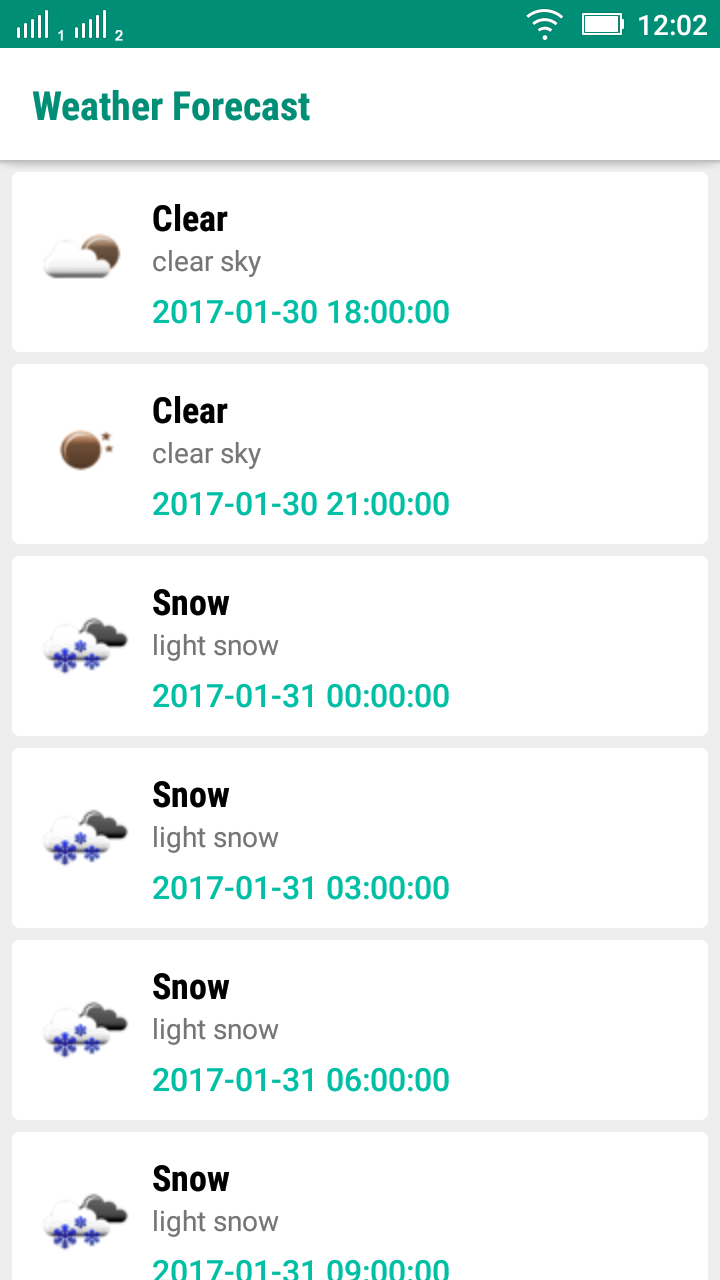 1 2 12:02
Weather Forecast
Clear
clear sky
2017-01-30 18:00:00
Clear
clear sky
2017-01-30 21:00:00
Snow
light snow
2017-01-31 00:00:00
Snow
light snow
2017-01-31 03:00:00
Snow
light snow
2017-01-31 06:00:00
Snow
light snow
2017-01-31 09:00:00